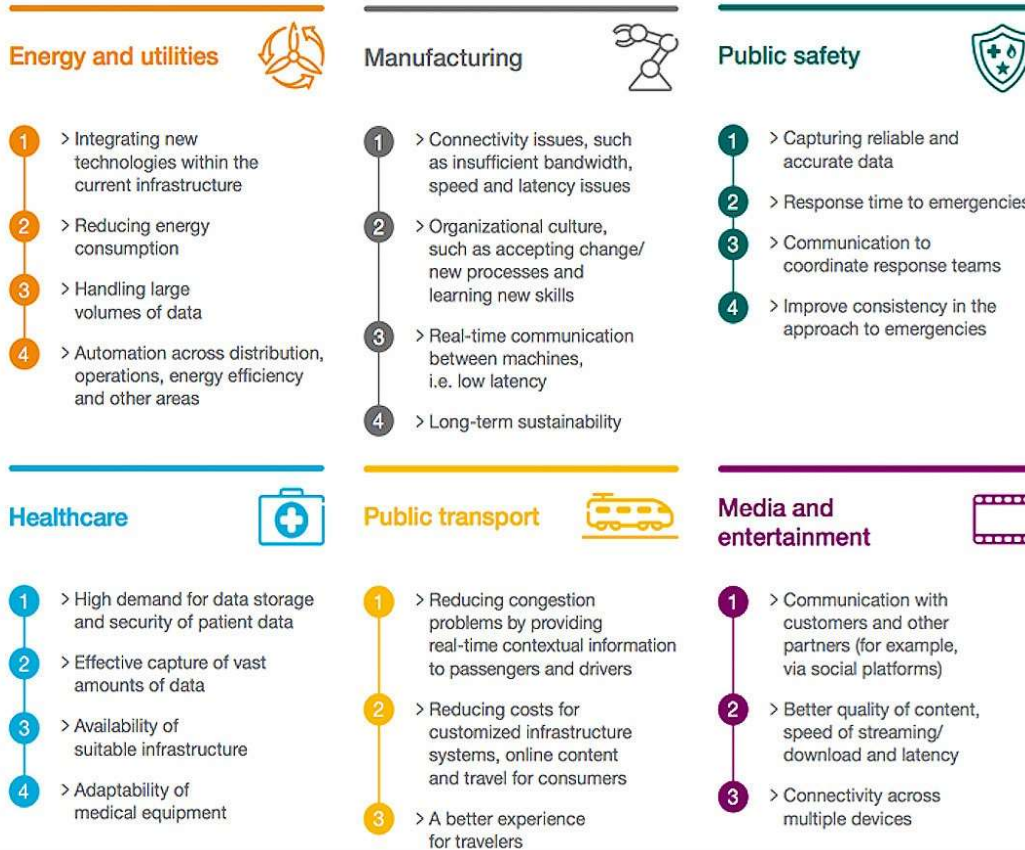 Energy and utilities
1 > Integrating new
technologies within the
current infrastructure
2 > Reducing energy
consumption
3 > Handling large
volumes of data
4 > Automation across distribution,
operations, energy efficiency
and other areas
Manufacturing
1 > Connectivity issues, such
as insufficient bandwidth,
speed and latency issues
2 > Organizational culture,
such as accepting change/
new processes and
learning new skills
3 > Real-time communication
between machines,
i.e. low latency
4 > Long-term sustainability
Public safety
1 > Capturing reliable and
accurate data
2 > Response time to emergencies
3 > Communication to
coordinate response teams
4 > Improve consistency in the
approach to emergencies
Healthcare
1 > High demand for data storage
and security of patient data
2 > Effective capture of vast
amounts of data
3 > Availability of
suitable infrastructure
4 > Adaptability of
medical equipment
Public transport
1 > Reducing congestion
problems by providing
real-time contextual information
to passengers and drivers
2 > Reducing costs for
customized infrastructure
systems, online content
and travel for consumers
3 > A better experience
for travelers
Media and
entertainment
1 > Communication with
customers and other
partners (for example,
via social platforms)
2 > Better quality of content,
speed of streaming/
download and latency
3 > Connectivity across
multiple devices